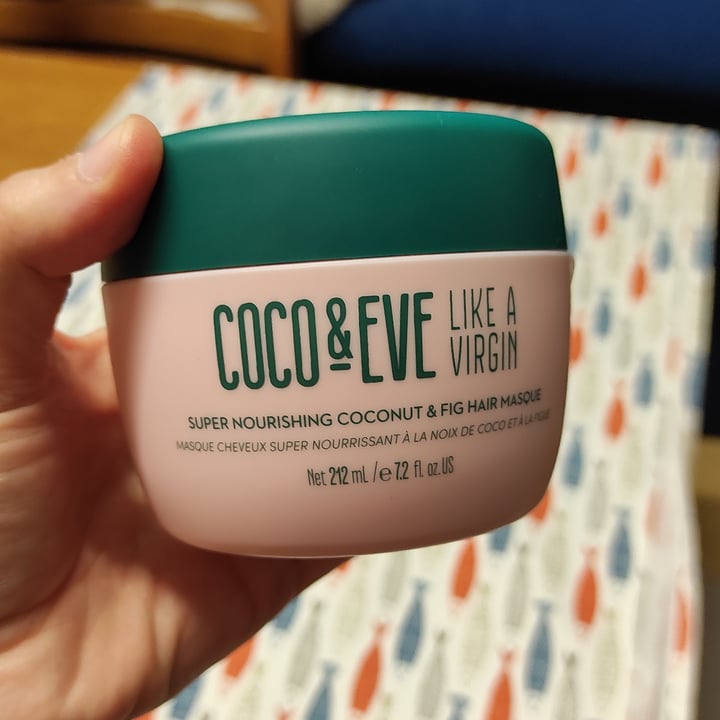 COCO & EVE LIKE A VIRGIN
SUPER NOURISHING COCONUT & FIG HAIR MASQUE
MASQUE CHEVEUX SUPER NOURRISSANT À LA NOIX DE COCO ET À LA FIGUE
Net 212 mL / ℮ 7.2 fl. oz. US